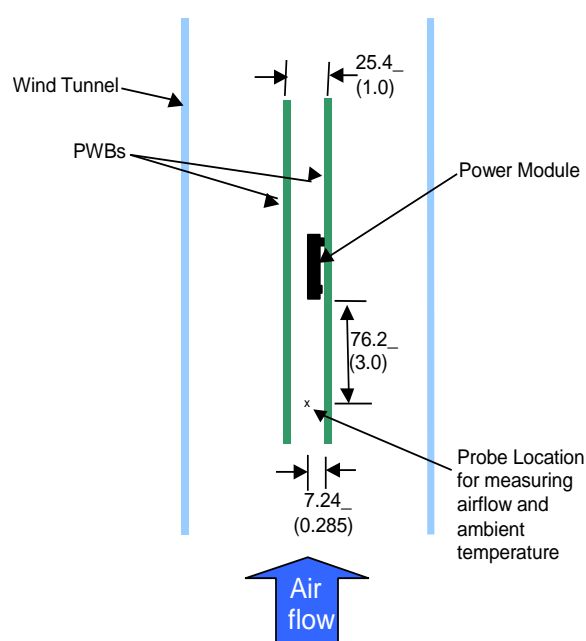 25.4_
(1.0)
Wind Tunnel
PWBs
Power Module
76.2_
(3.0)
x
Probe Location
for measuring
airflow and
ambient
temperature
7.24_
(0.285)
Air
flow